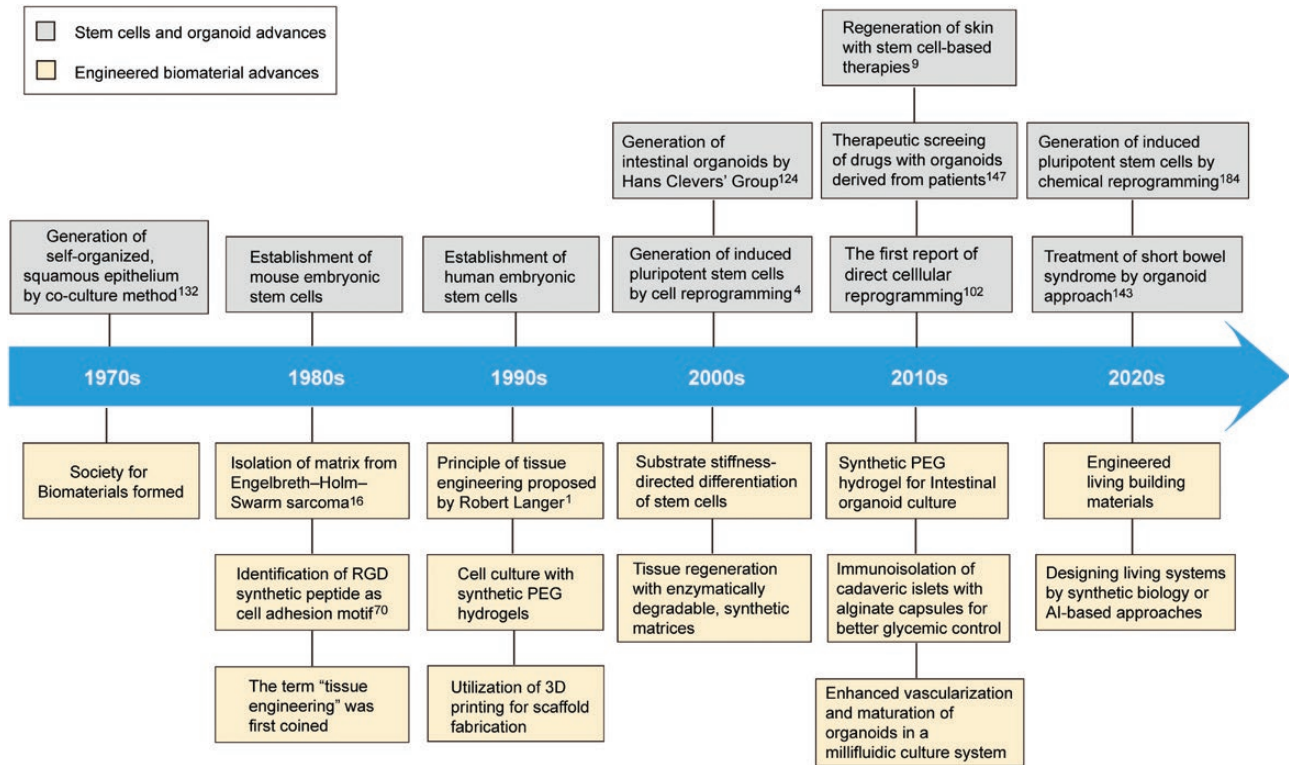 Stem cells and organoid advances
Engineered biomaterial advances
Regeneration of skin
with stem cell-based
therapies9
Generation of
intestinal organoids by
Hans Clevers' Group124
Therapeutic screeing
of drugs with organoids
derived from patients147
Generation of induced
pluripotent stem cells by
chemical reprogramming184
Generation of
self-organized,
squamous epithelium
by co-culture method132
Establishment of
mouse embryonic
stem cells
Establishment of
human embryonic
stem cells
Generation of induced
pluripotent stem cells
by cell reprogramming4
The first report of
direct celllular
reprogramming102
Treatment of short bowel
syndrome by organoid
approach143
1970s
1980s
1990s
2000s
2010s
2020s
Society for
Biomaterials formed
Isolation of matrix from
Engelbreth–Holm–
Swarm sarcoma16
Principle of tissue
engineering proposed
by Robert Langer1
Substrate stiffness-
directed differentiation
of stem cells
Synthetic PEG
hydrogel for Intestinal
organoid culture
Engineered
living building
materials
Identification of RGD
synthetic peptide as
cell adhesion motif70
Cell culture with
synthetic PEG
hydrogels
Tissue regeneration
with enzymatically
degradable, synthetic
matrices
Immunoisolation of
cadaveric islets with
alginate capsules for
better glycemic control
Designing living systems
by synthetic biology or
AI-based approaches
The term “tissue
engineering” was
first coined
Utilization of 3D
printing for scaffold
fabrication
Enhanced vascularization
and maturation of
organoids in a
millifluidic culture system